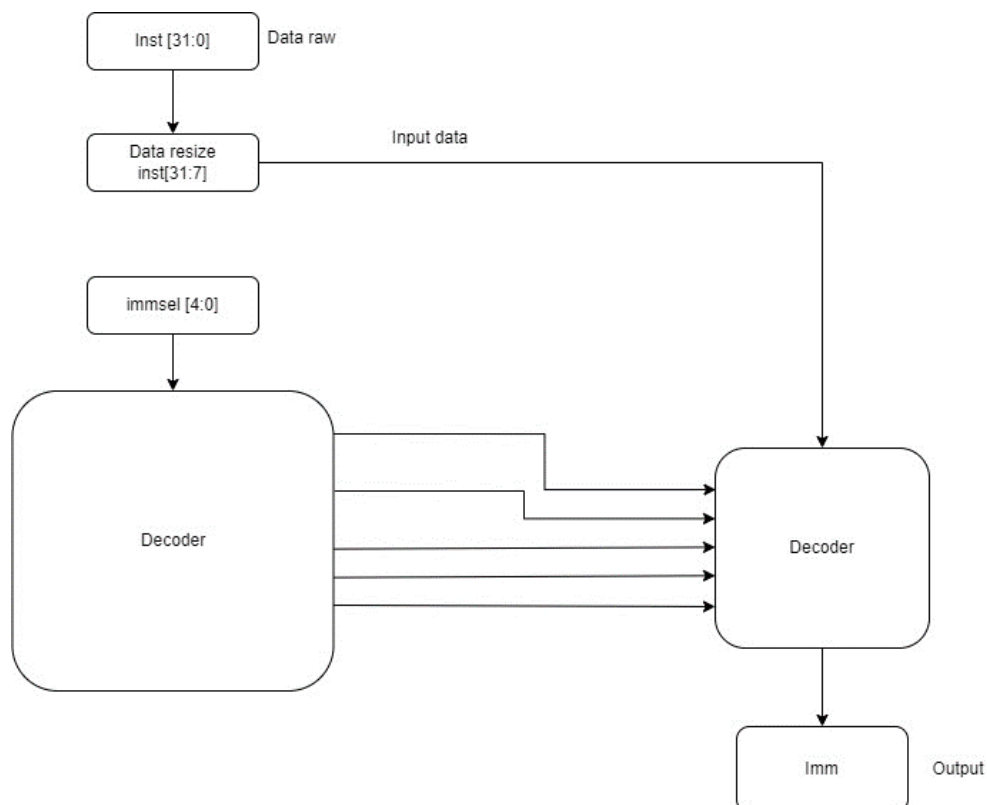 Inst [31:0]
Data raw
Data resize
inst[31:7]
Input data
immsel [4:0]
Decoder
Decoder
Imm
Output